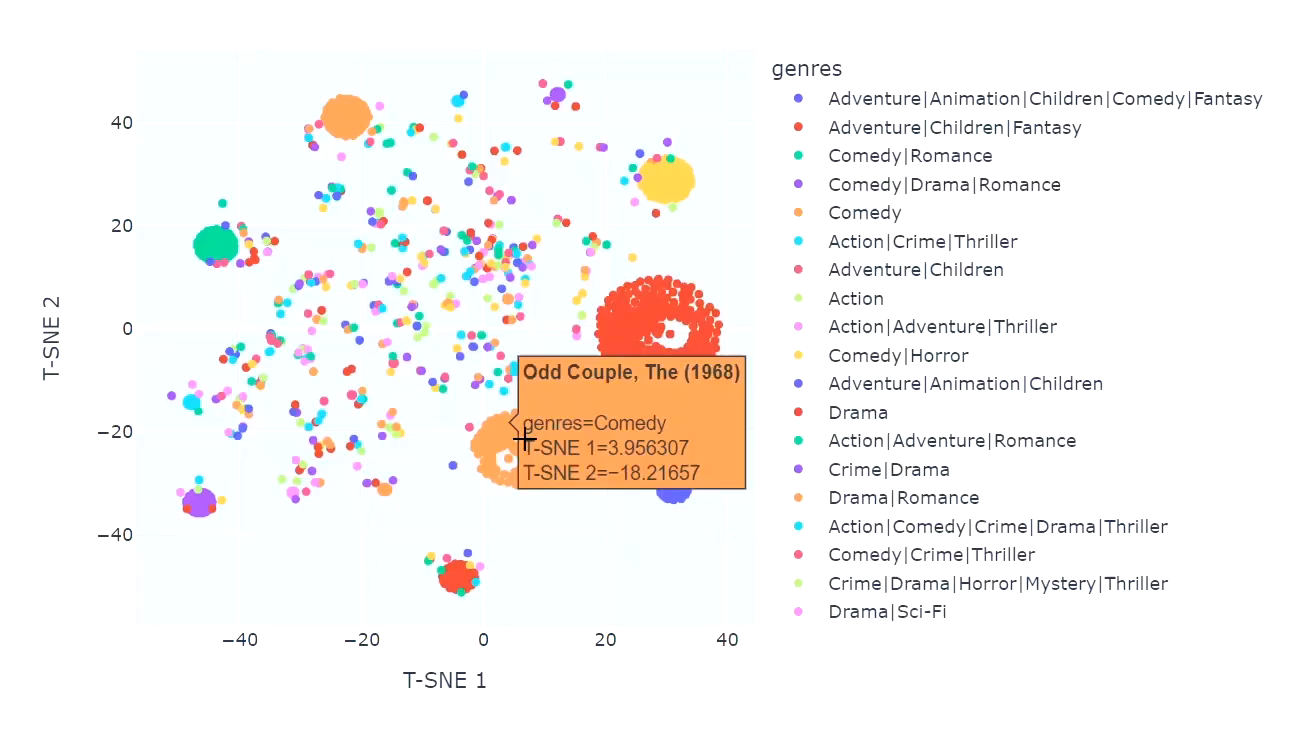 genres
Adventure|Animation|Children|Comedy|Fantasy
Adventure|Children|Fantasy
Comedy|Romance
Comedy|Drama|Romance
Comedy
Action|Crime|Thriller
Adventure|Children
Action
Action|Adventure|Thriller
Comedy|Horror
Adventure|Animation|Children
Drama
Action|Adventure|Romance
Crime|Drama
Drama|Romance
Action|Comedy|Crime|Drama|Thriller
Comedy|Crime|Thriller
Crime|Drama|Horror|Mystery|Thriller
Drama|Sci-Fi
T-SNE 2
40
20
0
−20
−40
Odd Couple, The (1968)
genres=Comedy
T-SNE 1=3.956307
T-SNE 2=−18.21657
−40
−20
0
20
40
T-SNE 1